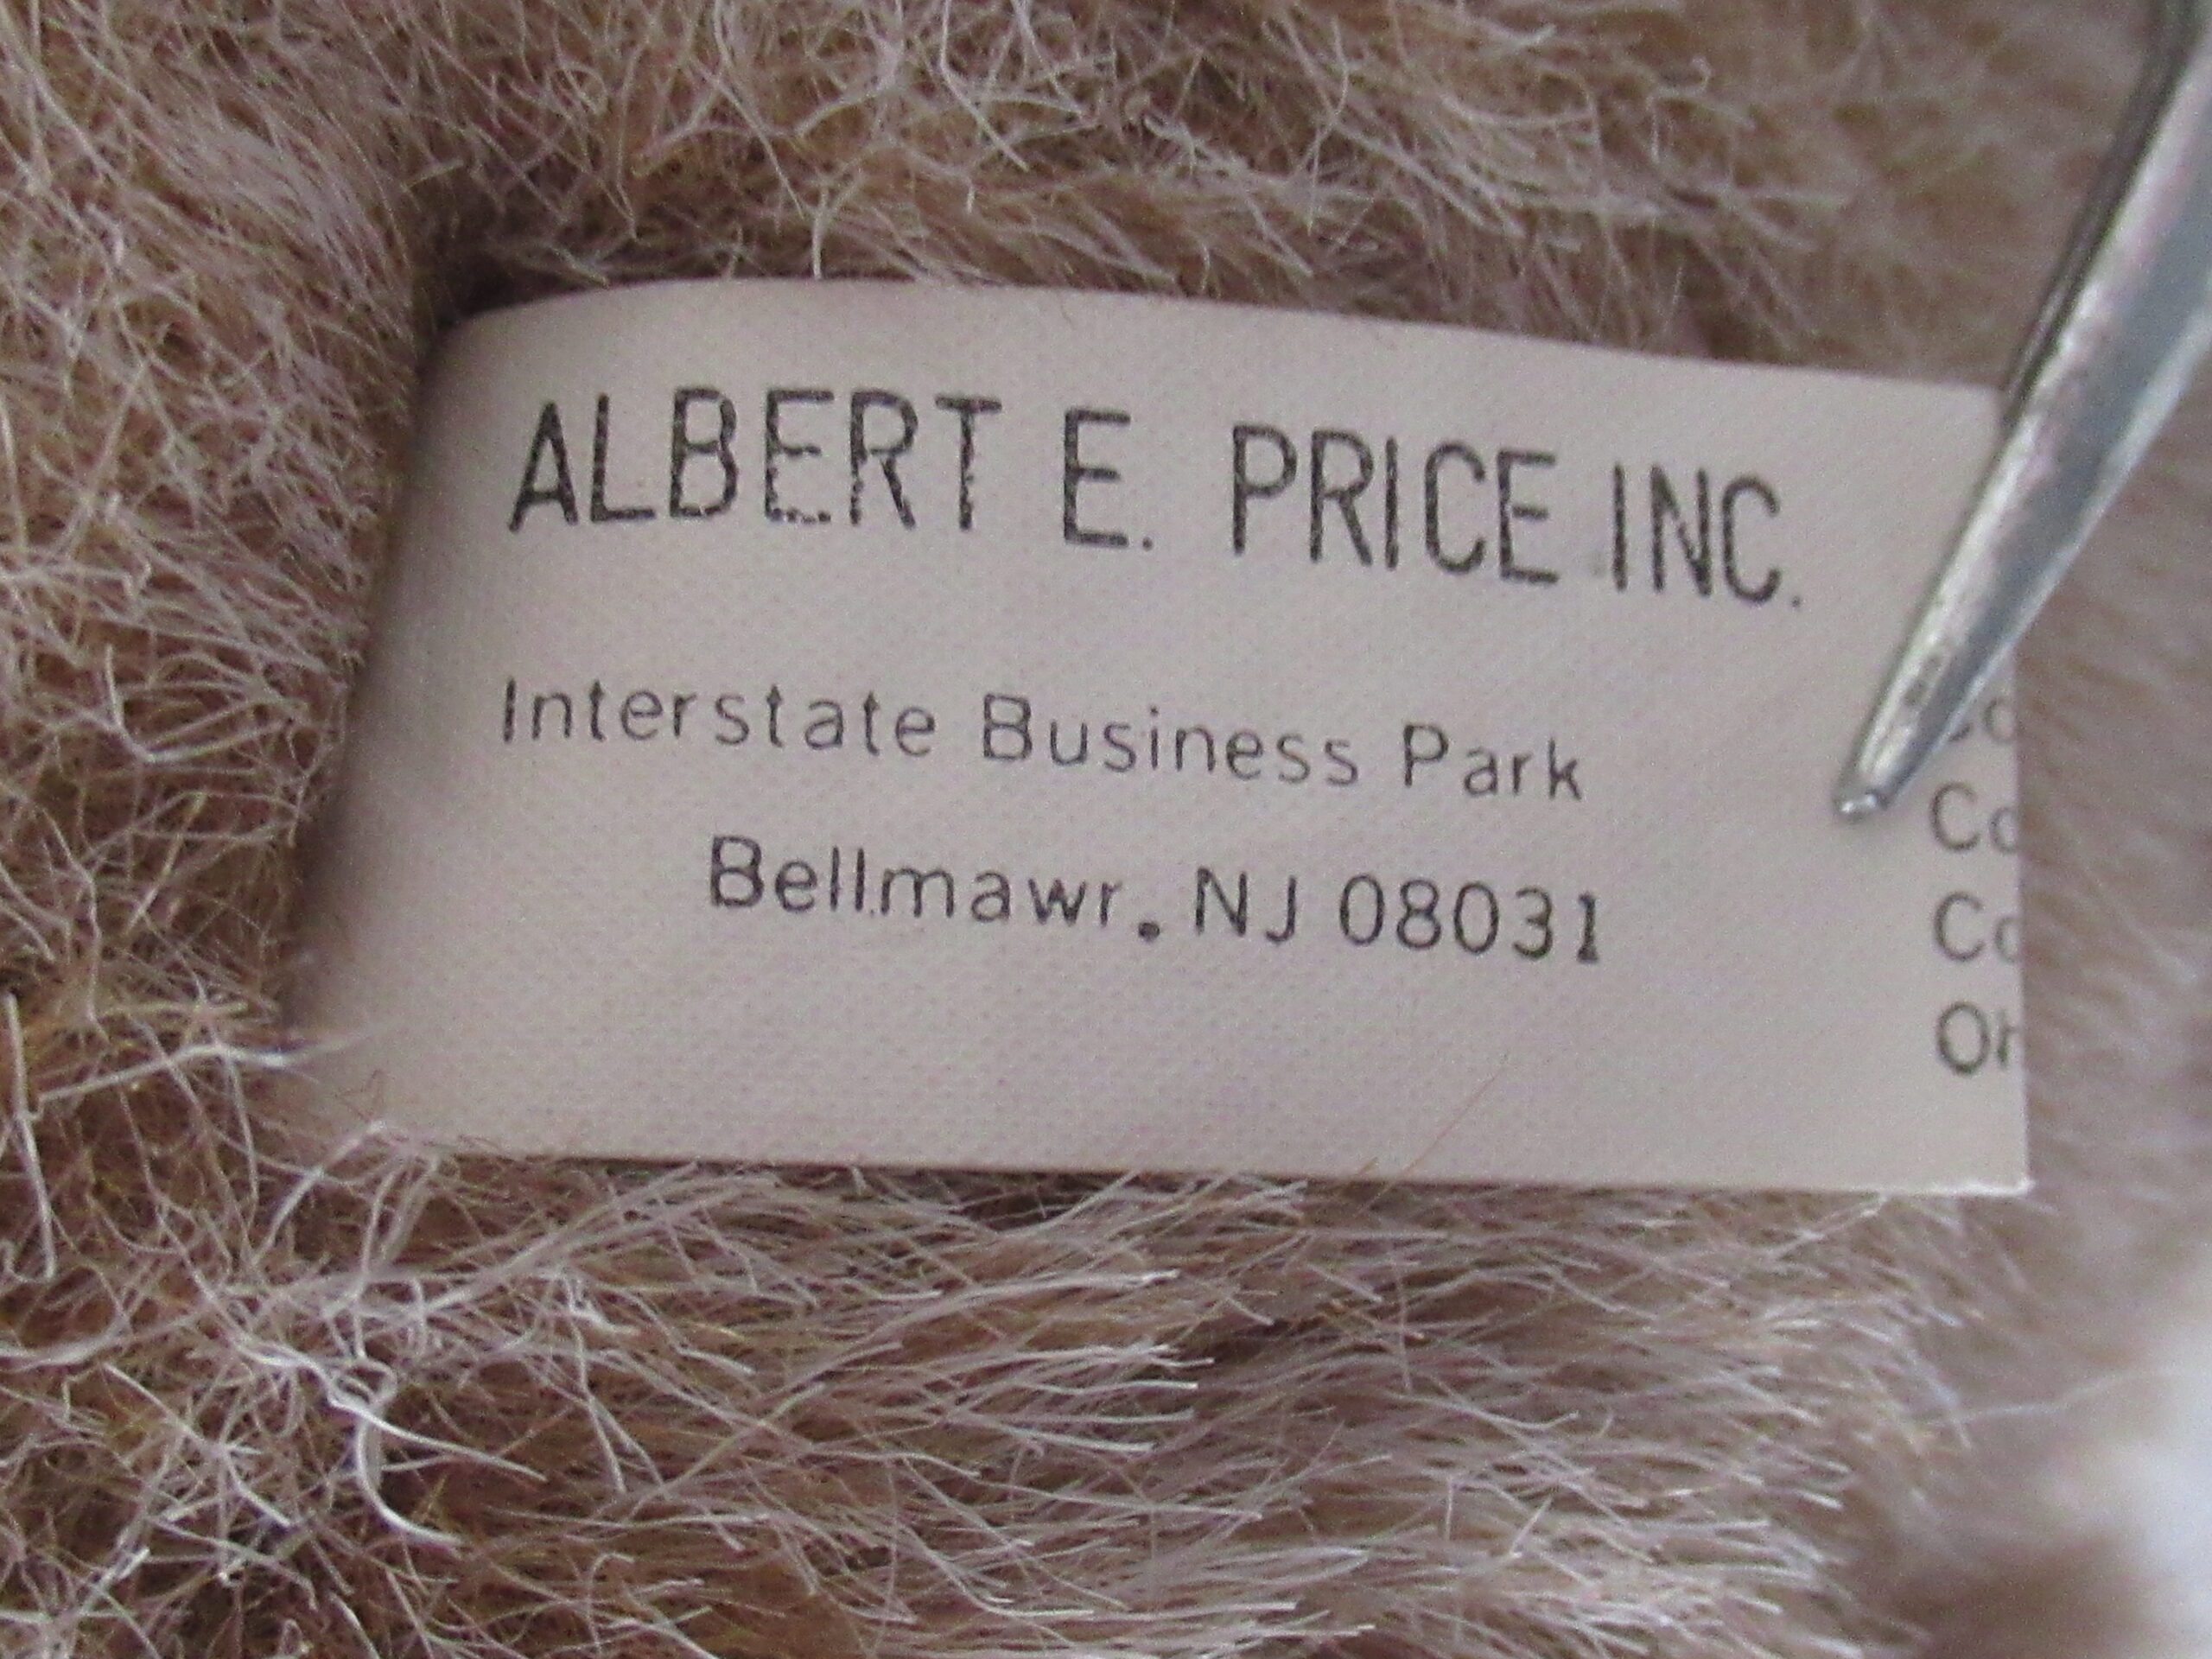 ALBERT E. PRICE INC.
Interstate Business Park
Bellmawr. NJ 08031